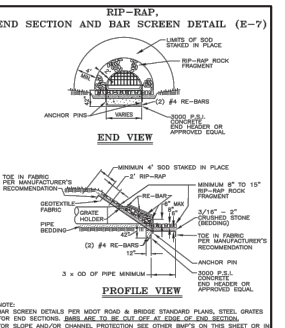 RIP-RAP,
END SECTION AND BAR SCREEN DETAIL (E-7)
LIMITS OF SOD
STAKED IN PLACE
RIP-RAP ROCK
FRAGMENT
4'
MIN.
(2) #4 RE-BARS
ANCHOR PINS
VARIES
3000 P.S.I.
CONCRETE
END HEADER OR
APPROVED EQUAL
END VIEW
MINIMUN 4' SOD STAKED IN PLACE
2' RIP-RAP
TOE IN FABRIC
PER MANUFACTURER'S
RECOMMENDATION
RE-BAR
6" MAX
8"
6"
MINIMUM 8" TO 15"
RIP-RAP ROCK
FRAGMENT
GEOTEXTILE
FABRIC
GRATE
HOLDER
3/16" - 2"
CRUSHED STONE
(BEDDING)
PIPE
BEDDING
42"
TOE IN FABRIC
PER MANUFACTURER'S
RECOMMENDATION
(2) #4 RE-BARS
12"
ANCHOR PIN
3 x OD OF PIPE MINIMUM
3000 P.S.I.
CONCRETE
END HEADER OR
APPROVED EQUAL
PROFILE VIEW
NOTE:
BAR SCREEN DETAILS PER MDOT ROAD & BRIDGE STANDARD PLANS, STEEL GRATES
FOR END SECTIONS. BARS ARE TO BE CUT OFF AT EDGE OF END SECTION.
FOR SLOPE AND/OR CHANNEL PROTECTION SEE OTHER BMP'S ON THIS SHEET OR IN